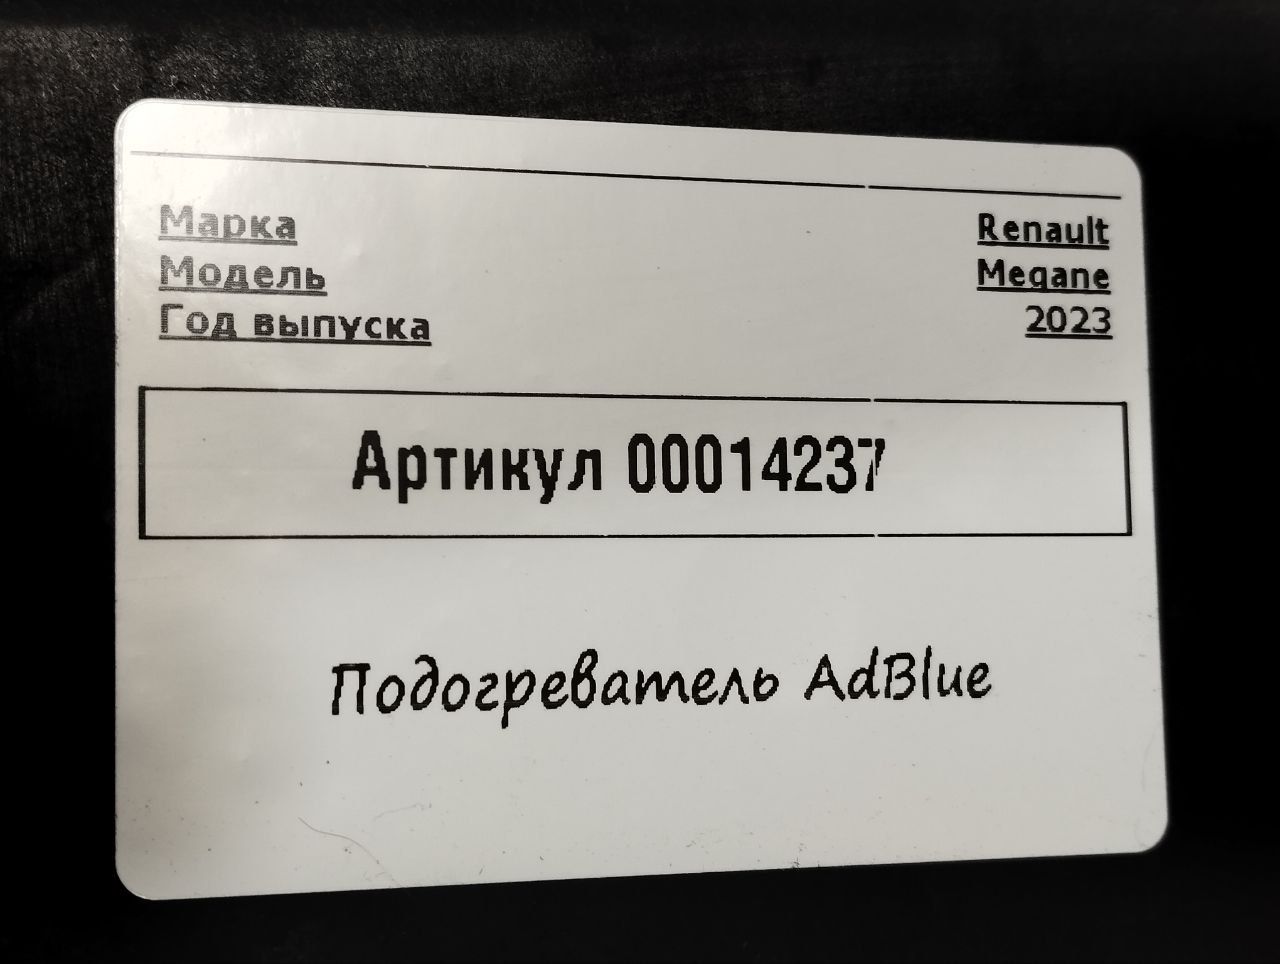 Марка Renault
Модель Megane
Год выпуска 2023
Артикул 00014237
Подогреватель AdBlue